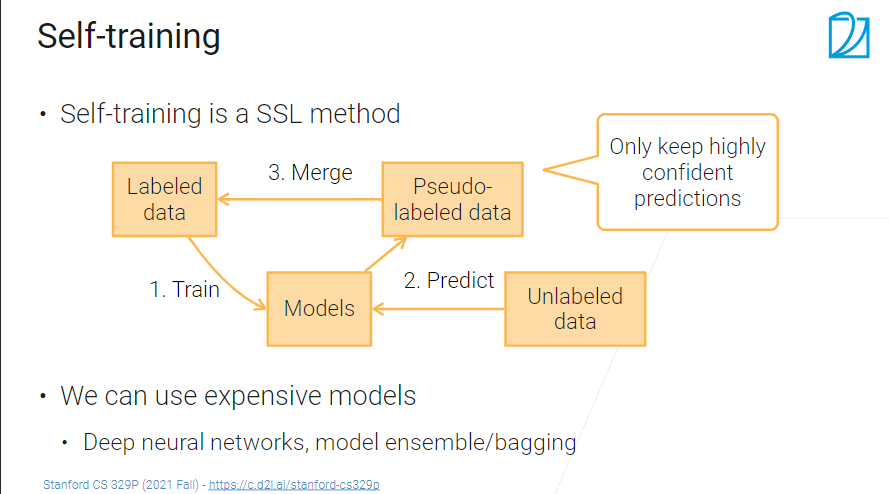 Self-training
• Self-training is a SSL method
Only keep highly
confident
predictions
Labeled
data
3. Merge
Pseudo-
labeled data
1. Train
Models
2. Predict
Unlabeled
data
• We can use expensive models
• Deep neural networks, model ensemble/bagging
Stanford CS 329P (2021 Fall) - https://c.d2l.ai/stanford-cs329p